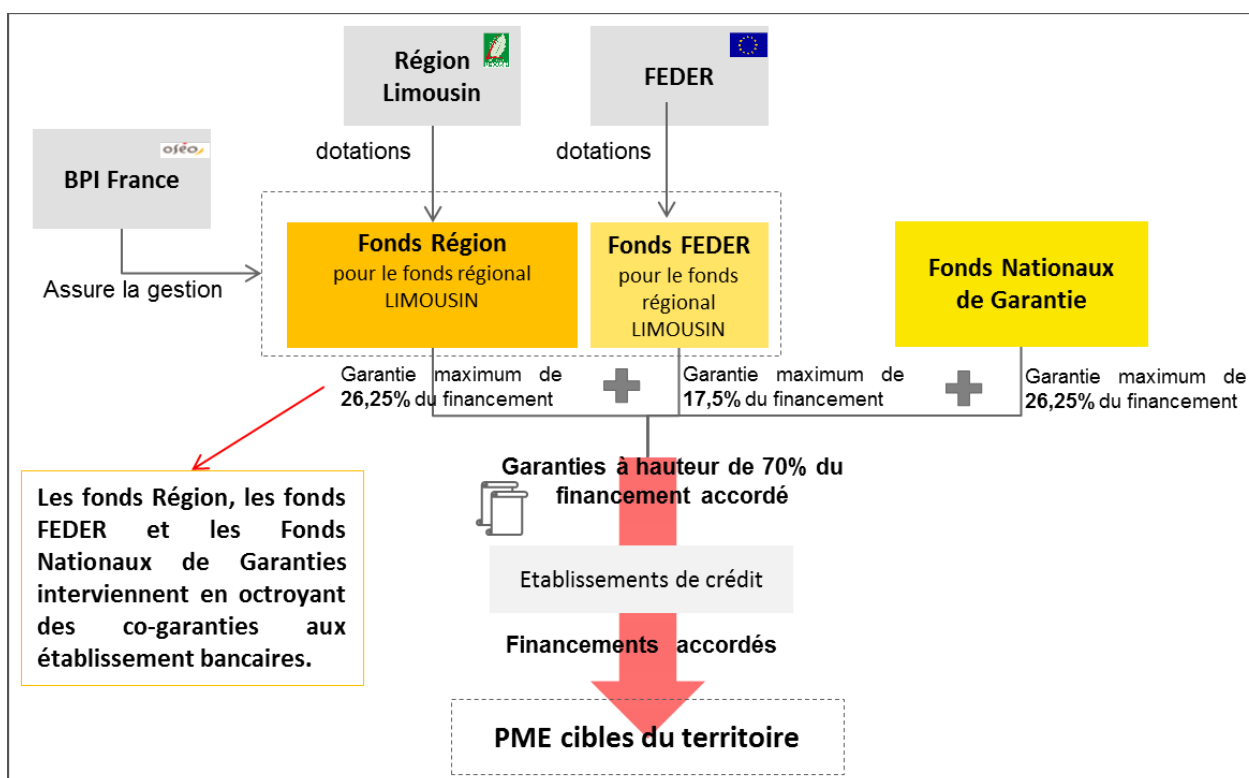 Région
Limousin
FEDER
oséo
BPI France
dotations
dotations
Fonds Région
pour le fonds régional
LIMOUSIN
Fonds FEDER
pour le fonds
régional
LIMOUSIN
Fonds Nationaux
de Garantie
Assure la gestion
Garantie maximum de
26,25% du financement
Garantie maximum de
17,5% du financement
Garantie maximum de
26,25% du financement
Garanties à hauteur de 70% du
financement accordé
Les fonds Région, les fonds
FEDER et les Fonds
Nationaux de Garanties
interviennent en octroyant
des co-garanties aux
établissement bancaires.
Etablissements de crédit
Financements accordés
PME cibles du territoire